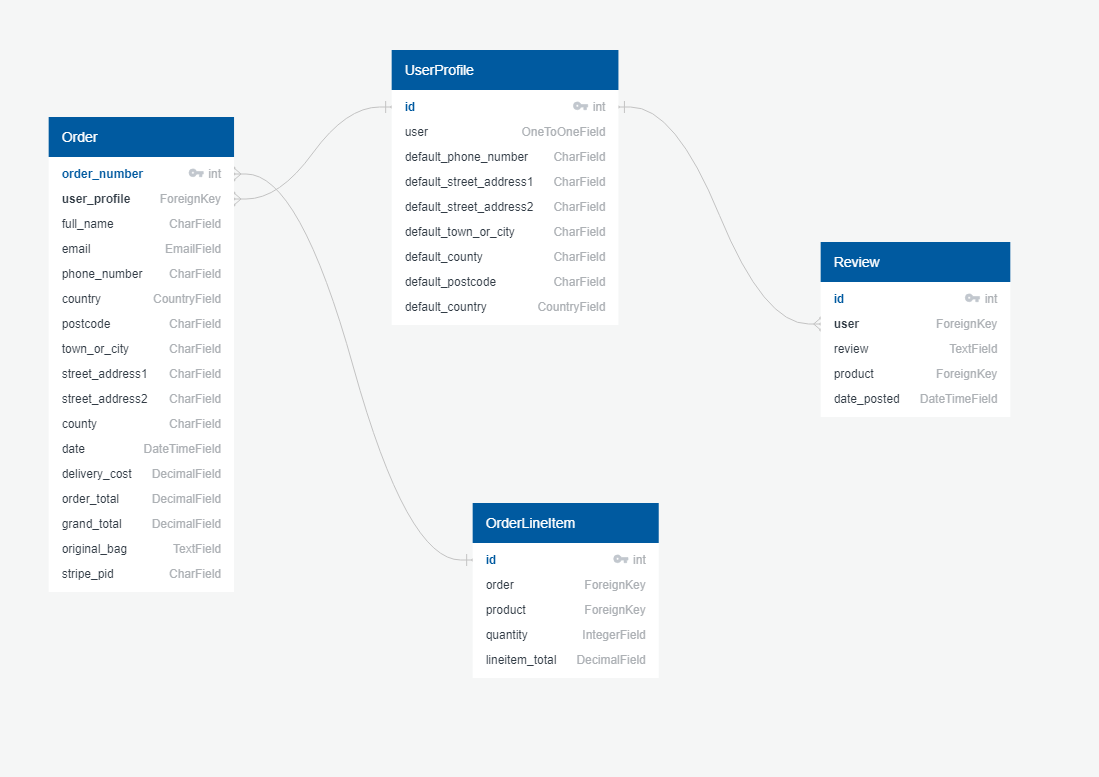 UserProfile
id int
user OneToOneField
default_phone_number CharField
default_street_address1 CharField
default_street_address2 CharField
default_town_or_city CharField
default_county CharField
default_postcode CharField
default_country CountryField
Order
order_number int
user_profile ForeignKey
full_name CharField
email EmailField
phone_number CharField
country CountryField
postcode CharField
town_or_city CharField
street_address1 CharField
street_address2 CharField
county CharField
date DateTimeField
delivery_cost DecimalField
order_total DecimalField
grand_total DecimalField
original_bag TextField
stripe_pid CharField
Review
id int
user ForeignKey
review TextField
product ForeignKey
date_posted DateTimeField
OrderLineItem
id int
order ForeignKey
product ForeignKey
quantity IntegerField
lineitem_total DecimalField